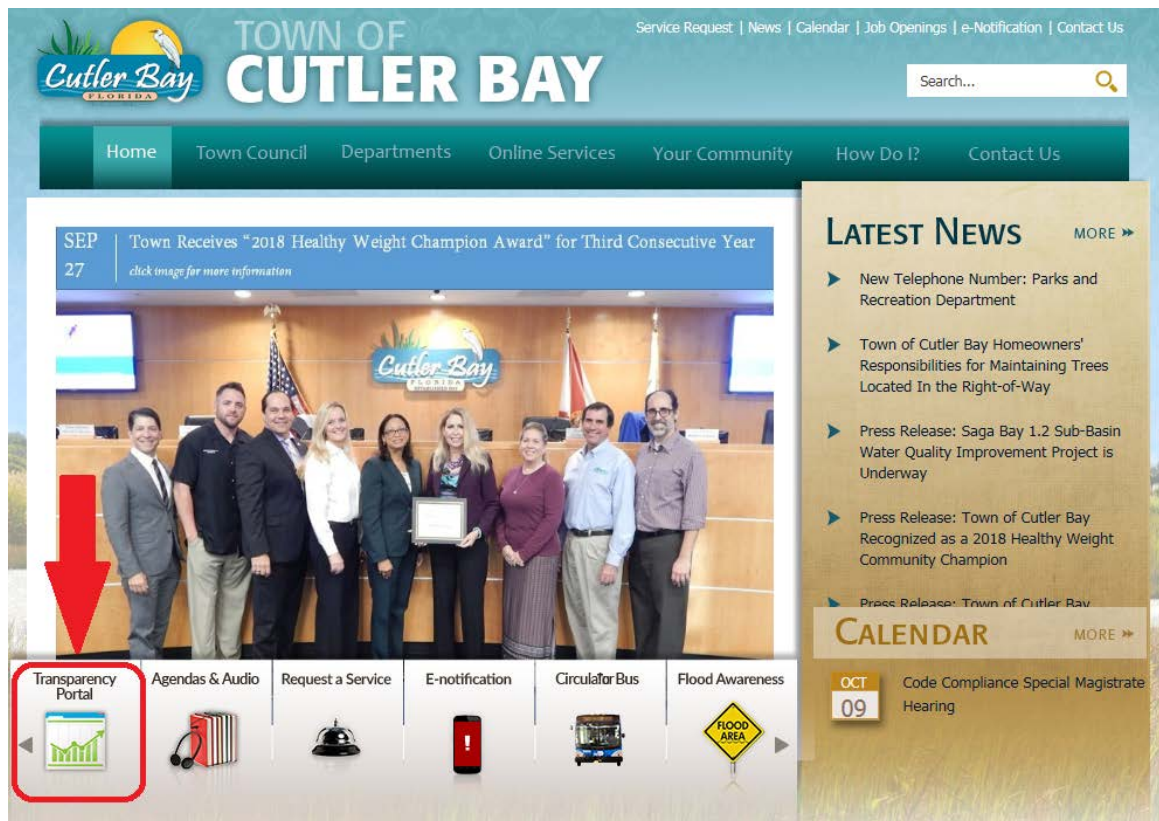 Service Request | News | Calendar | Job Openings | e-Notification | Contact Us
Cutler Bay
FLORIDA
TOWN OF
CUTLER BAY
Search...
Home
Town Council
Departments
Online Services
Your Community
How Do I?
Contact Us
SEP
27
Town Receives “2018 Healthy Weight Champion Award” for Third Consecutive Year
click image for more information
Cutler Bay
FLORIDA
LATEST NEWS
MORE
New Telephone Number: Parks and
Recreation Department
Town of Cutler Bay Homeowners'
Responsibilities for Maintaining Trees
Located In the Right-of-Way
Press Release: Saga Bay 1.2 Sub-Basin
Water Quality Improvement Project is
Underway
Press Release: Town of Cutler Bay
Recognized as a 2018 Healthy Weight
Community Champion
Press Release: Town of Cutler Bay
CALENDAR
MORE
OCT
09
Code Compliance Special Magistrate
Hearing
Transparency
Portal
Agendas & Audio
Request a Service
E-notification
Circulator Bus
Flood Awareness
!
FLOOD
AREA